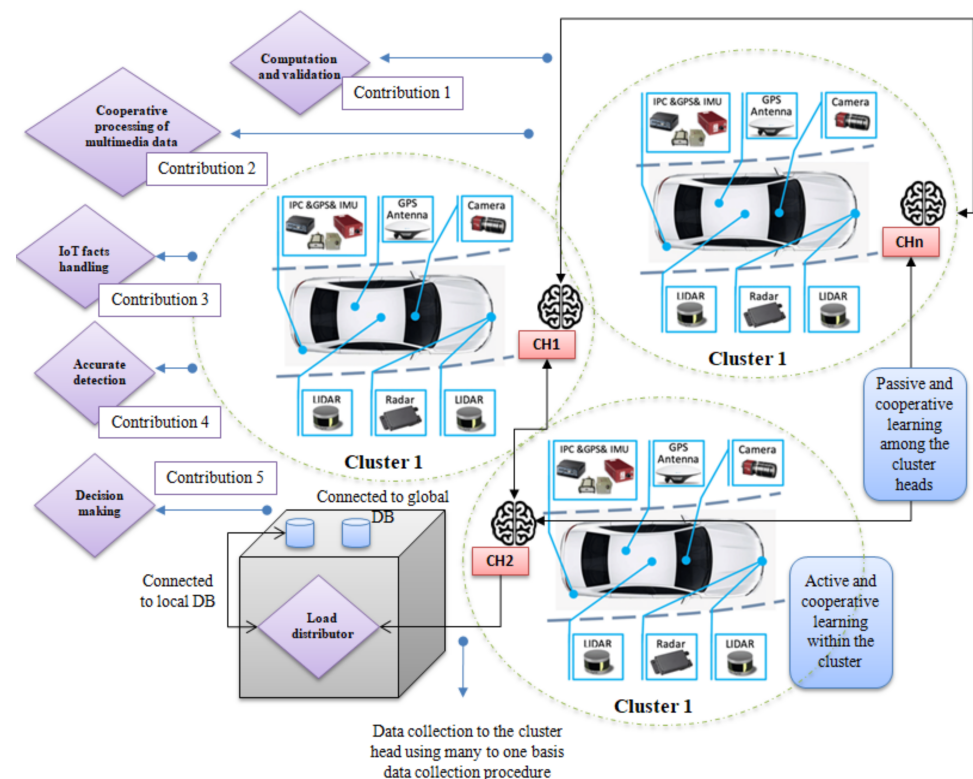 Computation
and validation
Contribution 1
Cooperative
processing of
multimedia data
Contribution 2
IPC &GPS& IMU
GPS
Antenna
Camera
CHn
LIDAR
Radar
LIDAR
Cluster 1
IoT facts
handling
Contribution 3
IPC &GPS& IMU
GPS
Antenna
Camera
CH1
LIDAR
Radar
LIDAR
Cluster 1
Accurate
detection
Contribution 4
Passive and
cooperative
learning
among the
cluster
heads
Decision
making
Contribution 5
Connected to global
DB
Connected
to local DB
Load
distributor
IPC &GPS& IMU
GPS
Antenna
Camera
CH2
LIDAR
Radar
LIDAR
Cluster 1
Active and
cooperative
learning
within the
cluster
Data collection to the cluster
head using many to one basis
data collection procedure